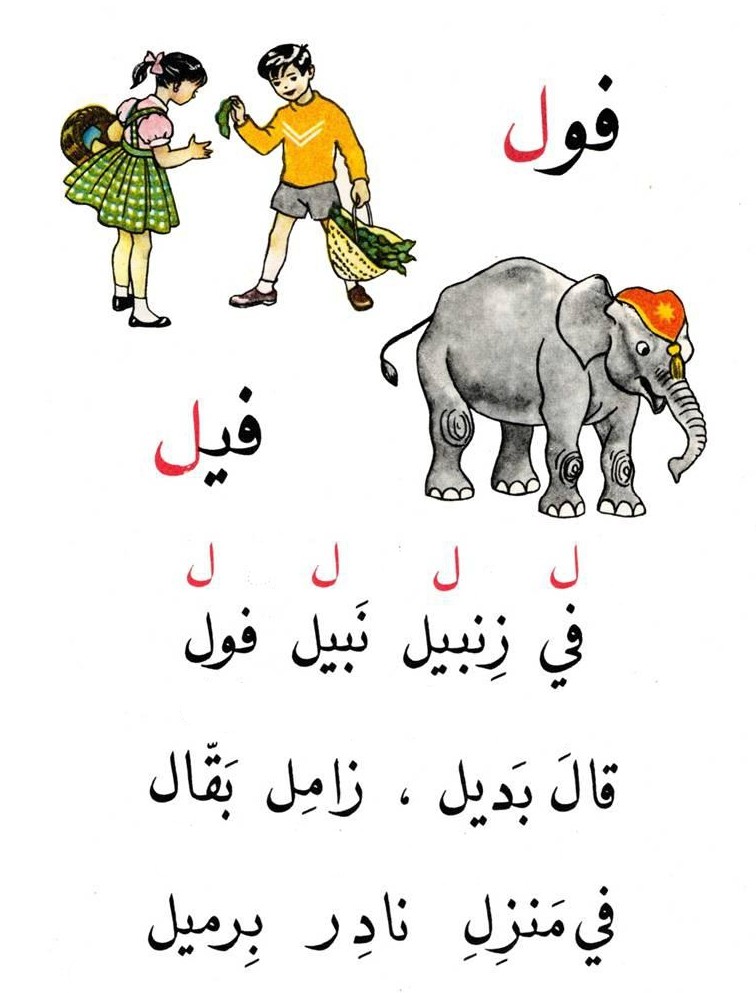 فول
فيل
ل ل ل ل
في زِنبيل نَبيل فول
قالَ بَديل ، زامِل بَقّال
في مَنزِلِ نادِر بِرميل